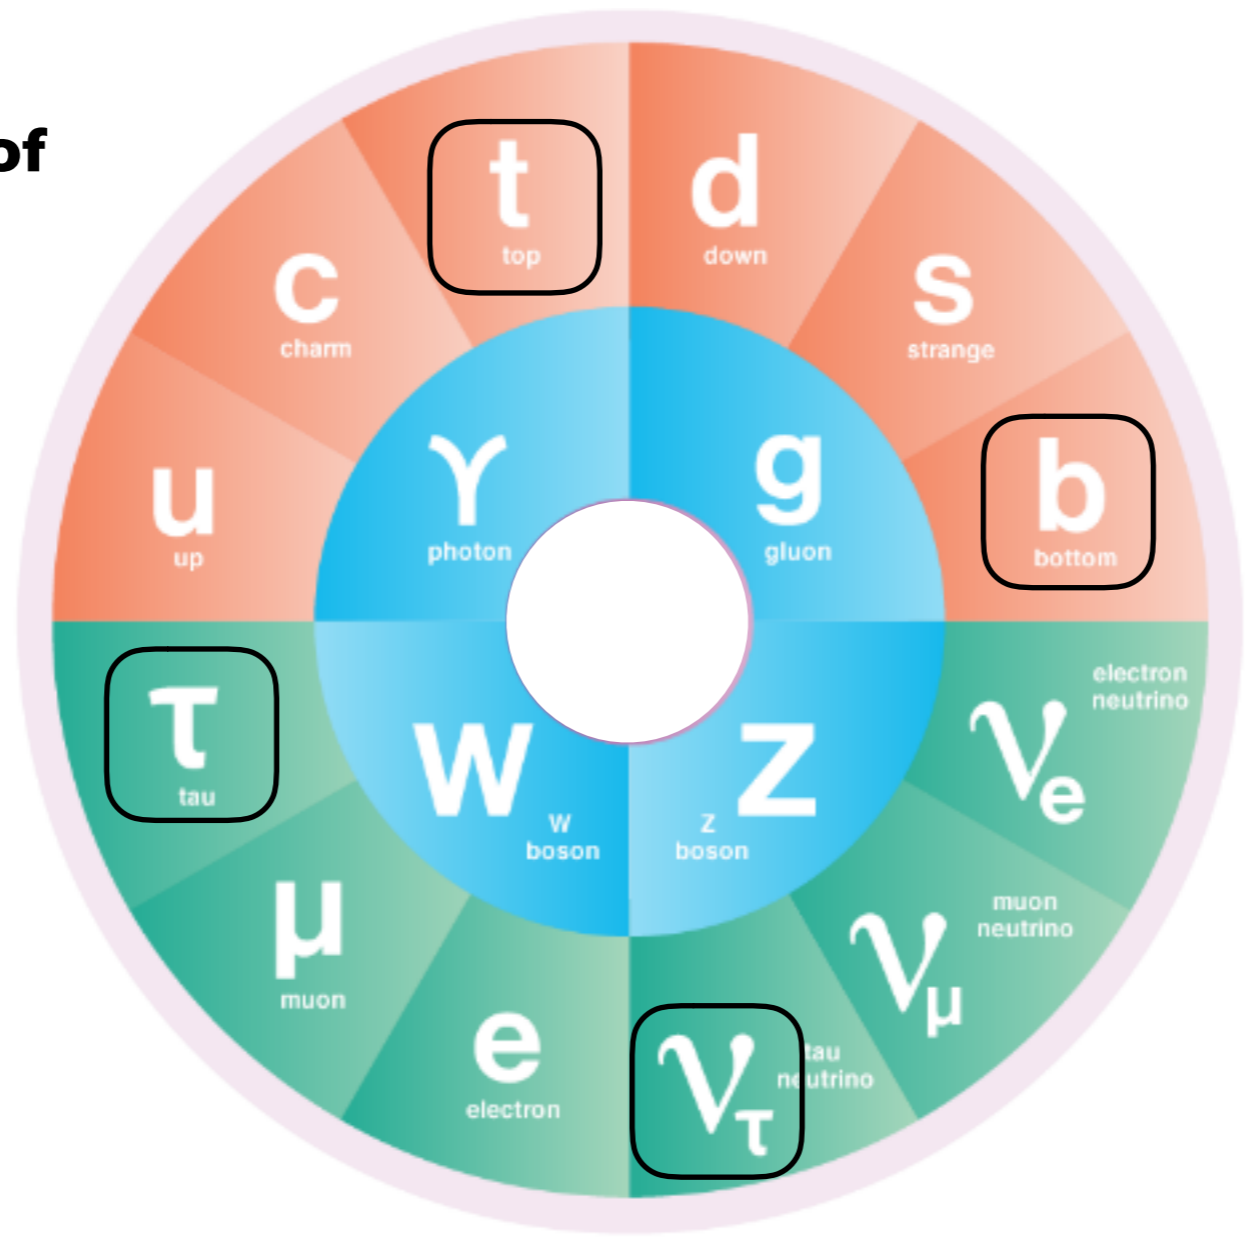 of
t
top
d
down
c
charm
s
strange
u
up
γ
photon
g
gluon
b
bottom
τ
tau
W
W
boson
Z
Z
boson
νe
electron
neutrino
μ
muon
νμ
muon
neutrino
e
electron
ντ
tau
neutrino